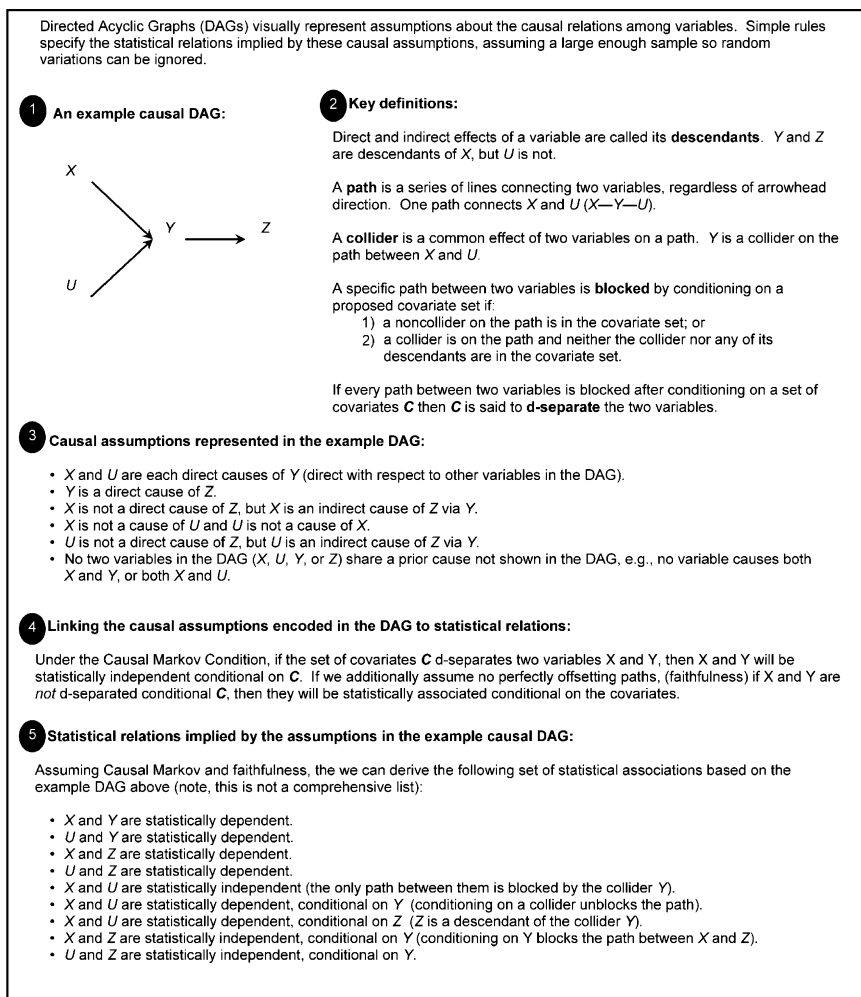 Directed Acyclic Graphs (DAGs) visually represent assumptions about the causal relations among variables.  Simple rules
specify the statistical relations implied by these causal assumptions, assuming a large enough sample so random
variations can be ignored.
1 An example causal DAG:
X
Y
Z
U
2 Key definitions:
Direct and indirect effects of a variable are called its descendants.  Y and Z
are descendants of X, but U is not.
A path is a series of lines connecting two variables, regardless of arrowhead
direction.  One path connects X and U (X—Y—U).
A collider is a common effect of two variables on a path.  Y is a collider on the
path between X and U.
A specific path between two variables is blocked by conditioning on a
proposed covariate set if:
1) a noncollider on the path is in the covariate set; or
2) a collider is on the path and neither the collider nor any of its
descendants are in the covariate set.
If every path between two variables is blocked after conditioning on a set of
covariates C then C is said to d-separate the two variables.
3 Causal assumptions represented in the example DAG:
• X and U are each direct causes of Y (direct with respect to other variables in the DAG).
• Y is a direct cause of Z.
• X is not a direct cause of Z, but X is an indirect cause of Z via Y.
• X is not a cause of U and U is not a cause of X.
• U is not a direct cause of Z, but U is an indirect cause of Z via Y.
• No two variables in the DAG (X, U, Y, or Z) share a prior cause not shown in the DAG, e.g., no variable causes both
X and Y, or both X and U.
4 Linking the causal assumptions encoded in the DAG to statistical relations:
Under the Causal Markov Condition, if the set of covariates C d-separates two variables X and Y, then X and Y will be
statistically independent conditional on C.  If we additionally assume no perfectly offsetting paths, (faithfulness) if X and Y are
not d-separated conditional C, then they will be statistically associated conditional on the covariates.
5 Statistical relations implied by the assumptions in the example causal DAG:
Assuming Causal Markov and faithfulness, the we can derive the following set of statistical associations based on the
example DAG above (note, this is not a comprehensive list):
• X and Y are statistically dependent.
• U and Y are statistically dependent.
• X and Z are statistically dependent.
• U and Z are statistically dependent.
• X and U are statistically independent (the only path between them is blocked by the collider Y).
• X and U are statistically dependent, conditional on Y  (conditioning on a collider unblocks the path).
• X and U are statistically dependent, conditional on Z  (Z is a descendant of the collider Y).
• X and Z are statistically independent, conditional on Y (conditioning on Y blocks the path between X and Z).
• U and Z are statistically independent, conditional on Y.